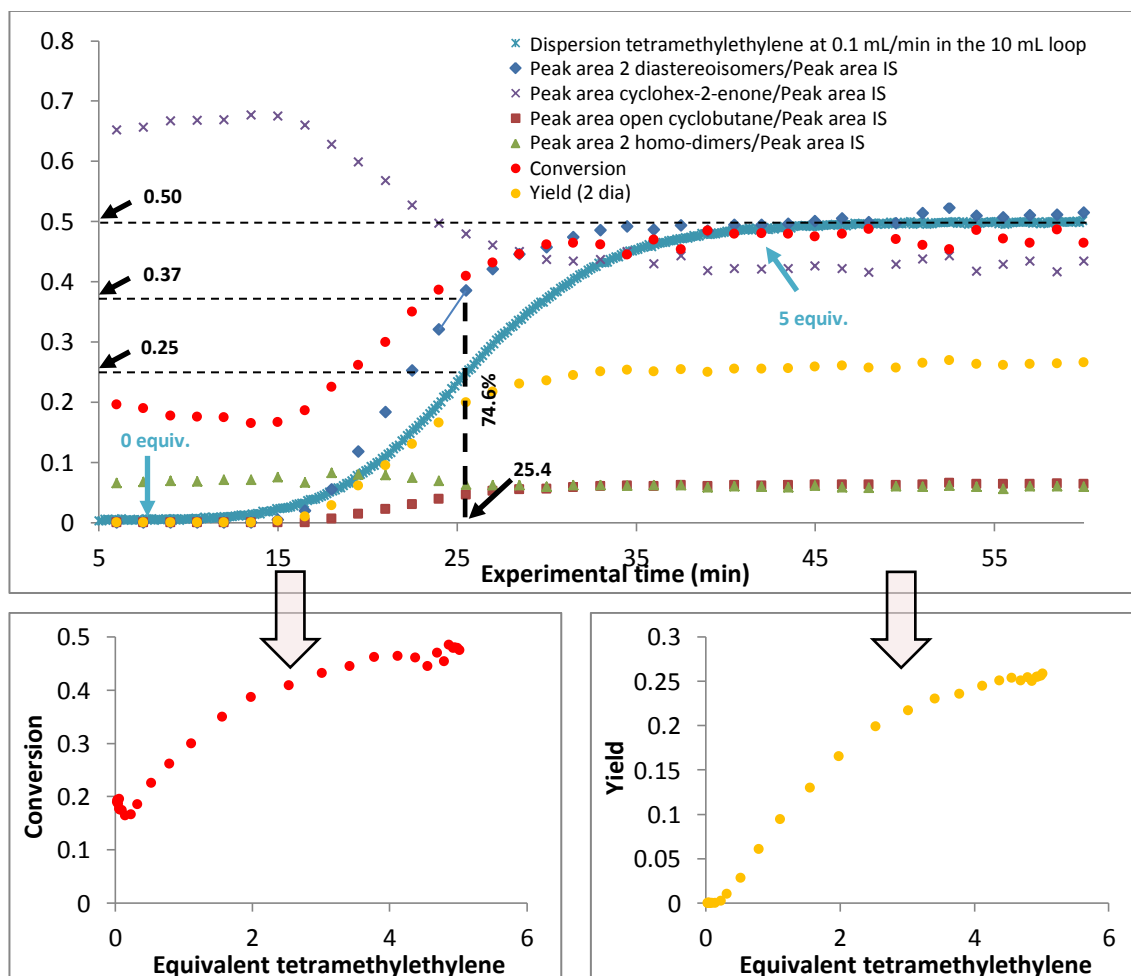 0.8
0.7
0.6
0.5
0.4
0.3
0.2
0.1
0
Dispersion tetramethylethylene at 0.1 mL/min in the 10 mL loop
Peak area 2 diastereoisomers/Peak area IS
Peak area cyclohex-2-enone/Peak area IS
Peak area open cyclobutane/Peak area IS
Peak area 2 homo-dimers/Peak area IS
Conversion
Yield (2 dia)
0.50
0.37
0.25
0 equiv.
5 equiv.
74.6%
25.4
5 15 25 35 45 55
Experimental time (min)
0.5
0.4
0.3
0.2
0.1
0
Conversion
0 2 4 6
Equivalent tetramethylethylene
0.3
0.25
0.2
0.15
0.1
0.05
0
Yield
0 2 4 6
Equivalent tetramethylethylene